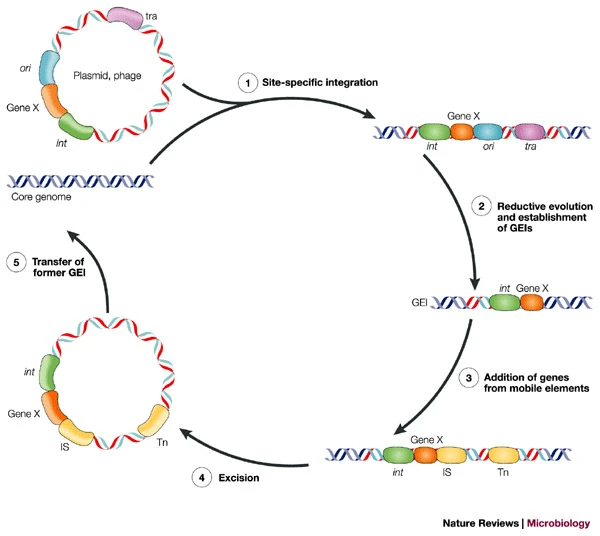 tra
ori
Plasmid, phage
Gene X
int
1 Site-specific integration
Gene X
int ori tra
Core genome
2 Reductive evolution
and establishment
of GEIs
5 Transfer of
former GEI
int Gene X
GEI
int
Gene X
IS
Tn
3 Addition of genes
from mobile elements
Gene X
int IS Tn
4 Excision
Nature Reviews | Microbiology